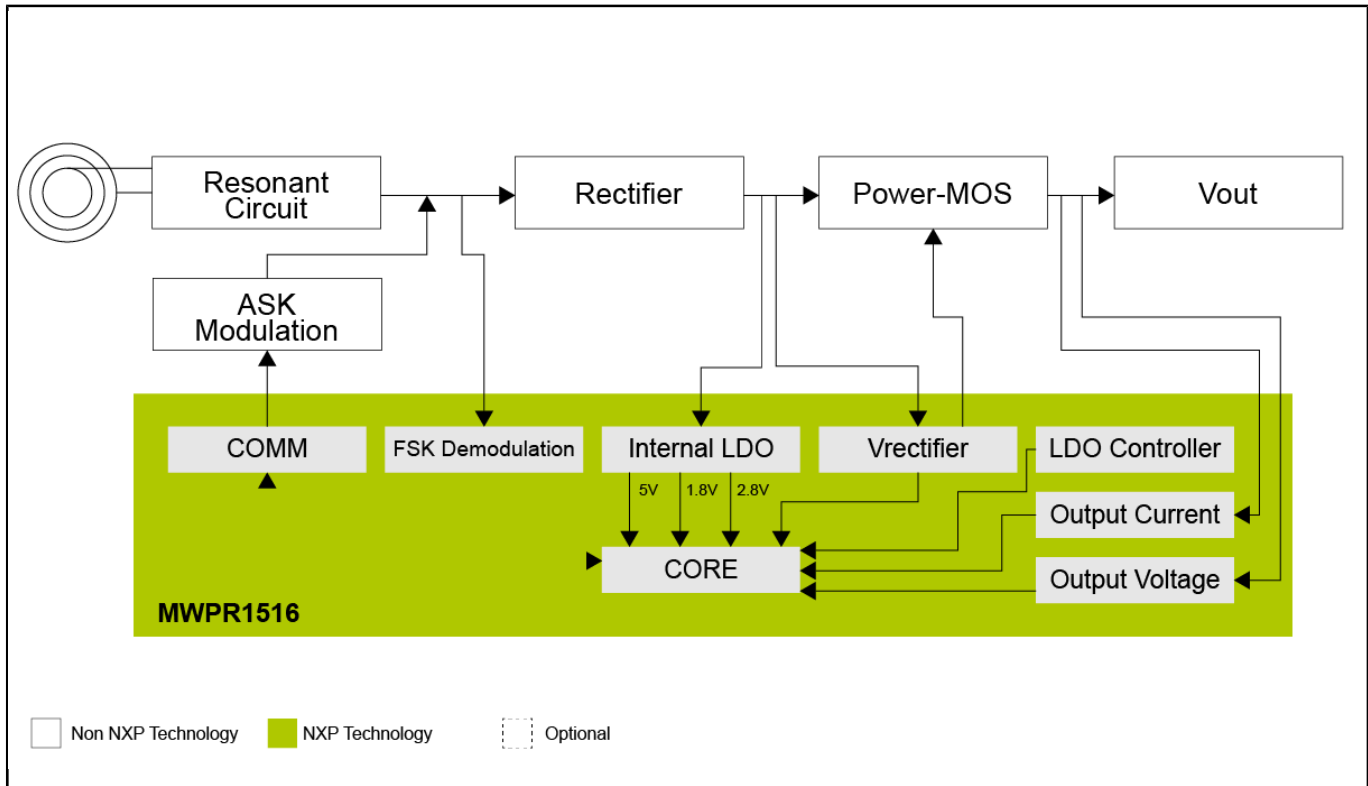 Resonant
Circuit
Rectifier
Power-MOS
Vout
ASK
Modulation
COMM
FSK Demodulation
Internal LDO
Vrectifier
LDO Controller
5V
1.8V
2.8V
Output Current
CORE
Output Voltage
MWPR1516
Non NXP Technology
NXP Technology
Optional